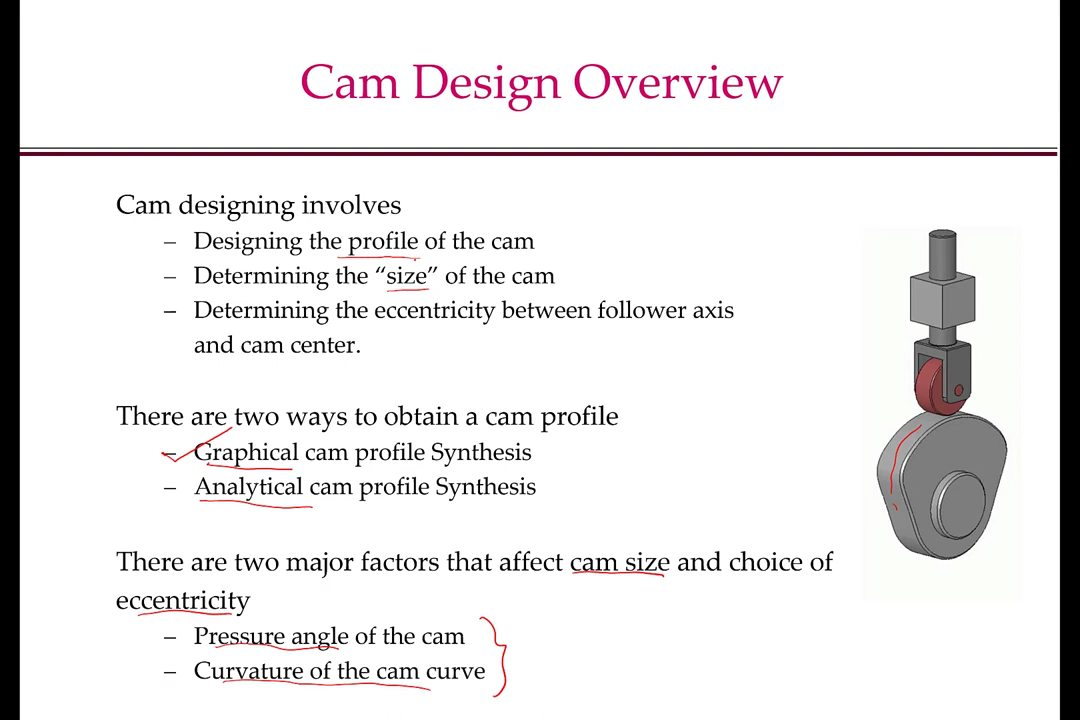 Cam Design Overview
Cam designing involves
– Designing the profile of the cam
– Determining the “size” of the cam
– Determining the eccentricity between follower axis
and cam center.
There are two ways to obtain a cam profile
– Graphical cam profile Synthesis
– Analytical cam profile Synthesis
There are two major factors that affect cam size and choice of
eccentricity
– Pressure angle of the cam
– Curvature of the cam curve